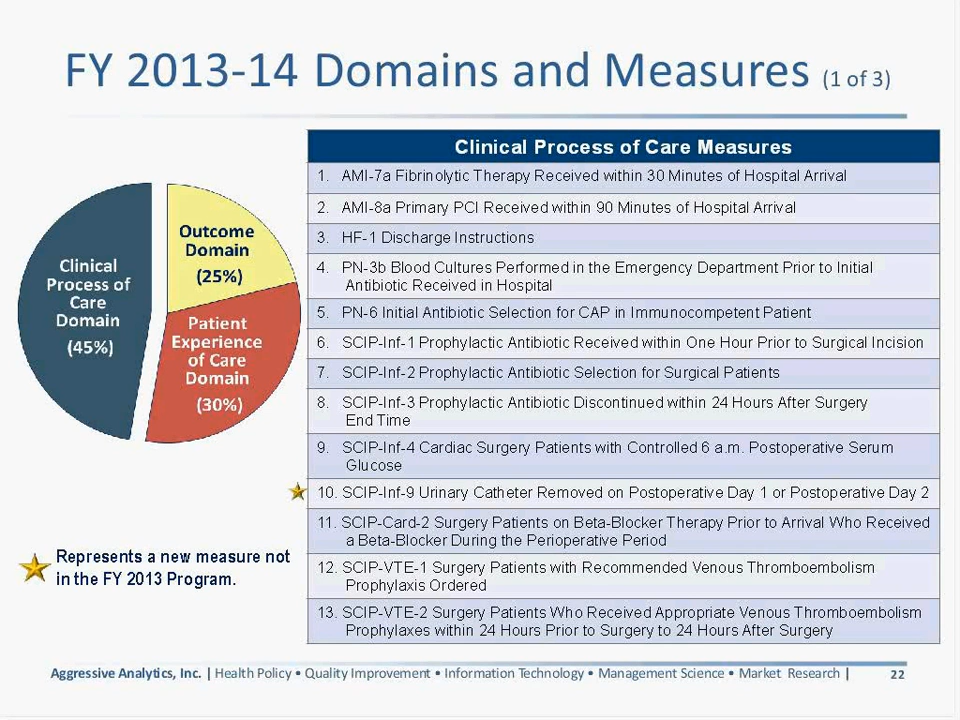 FY 2013-14 Domains and Measures (1 of 3)
Clinical
Process of
Care
Domain
(45%)
Outcome
Domain
(25%)
Patient
Experience
of Care
Domain
(30%)
Represents a new measure not
in the FY 2013 Program.
Clinical Process of Care Measures
1. AMI-7a Fibrinolytic Therapy Received within 30 Minutes of Hospital Arrival
2. AMI-8a Primary PCI Received within 90 Minutes of Hospital Arrival
3. HF-1 Discharge Instructions
4. PN-3b Blood Cultures Performed in the Emergency Department Prior to Initial
Antibiotic Received in Hospital
5. PN-6 Initial Antibiotic Selection for CAP in Immunocompetent Patient
6. SCIP-Inf-1 Prophylactic Antibiotic Received within One Hour Prior to Surgical Incision
7. SCIP-Inf-2 Prophylactic Antibiotic Selection for Surgical Patients
8. SCIP-Inf-3 Prophylactic Antibiotic Discontinued within 24 Hours After Surgery
End Time
9. SCIP-Inf-4 Cardiac Surgery Patients with Controlled 6 a.m. Postoperative Serum
Glucose
10. SCIP-Inf-9 Urinary Catheter Removed on Postoperative Day 1 or Postoperative Day 2
11. SCIP-Card-2 Surgery Patients on Beta-Blocker Therapy Prior to Arrival Who Received
a Beta-Blocker During the Perioperative Period
12. SCIP-VTE-1 Surgery Patients with Recommended Venous Thromboembolism
Prophylaxis Ordered
13. SCIP-VTE-2 Surgery Patients Who Received Appropriate Venous Thromboembolism
Prophylaxes within 24 Hours Prior to Surgery to 24 Hours After Surgery
Aggressive Analytics, Inc. | Health Policy • Quality Improvement • Information Technology • Management Science • Market Research | 22